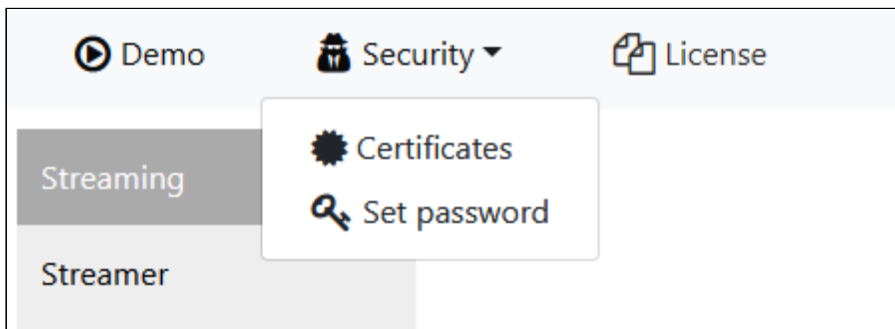 Demo Security License
Certificates
Streaming
Set password
Streamer